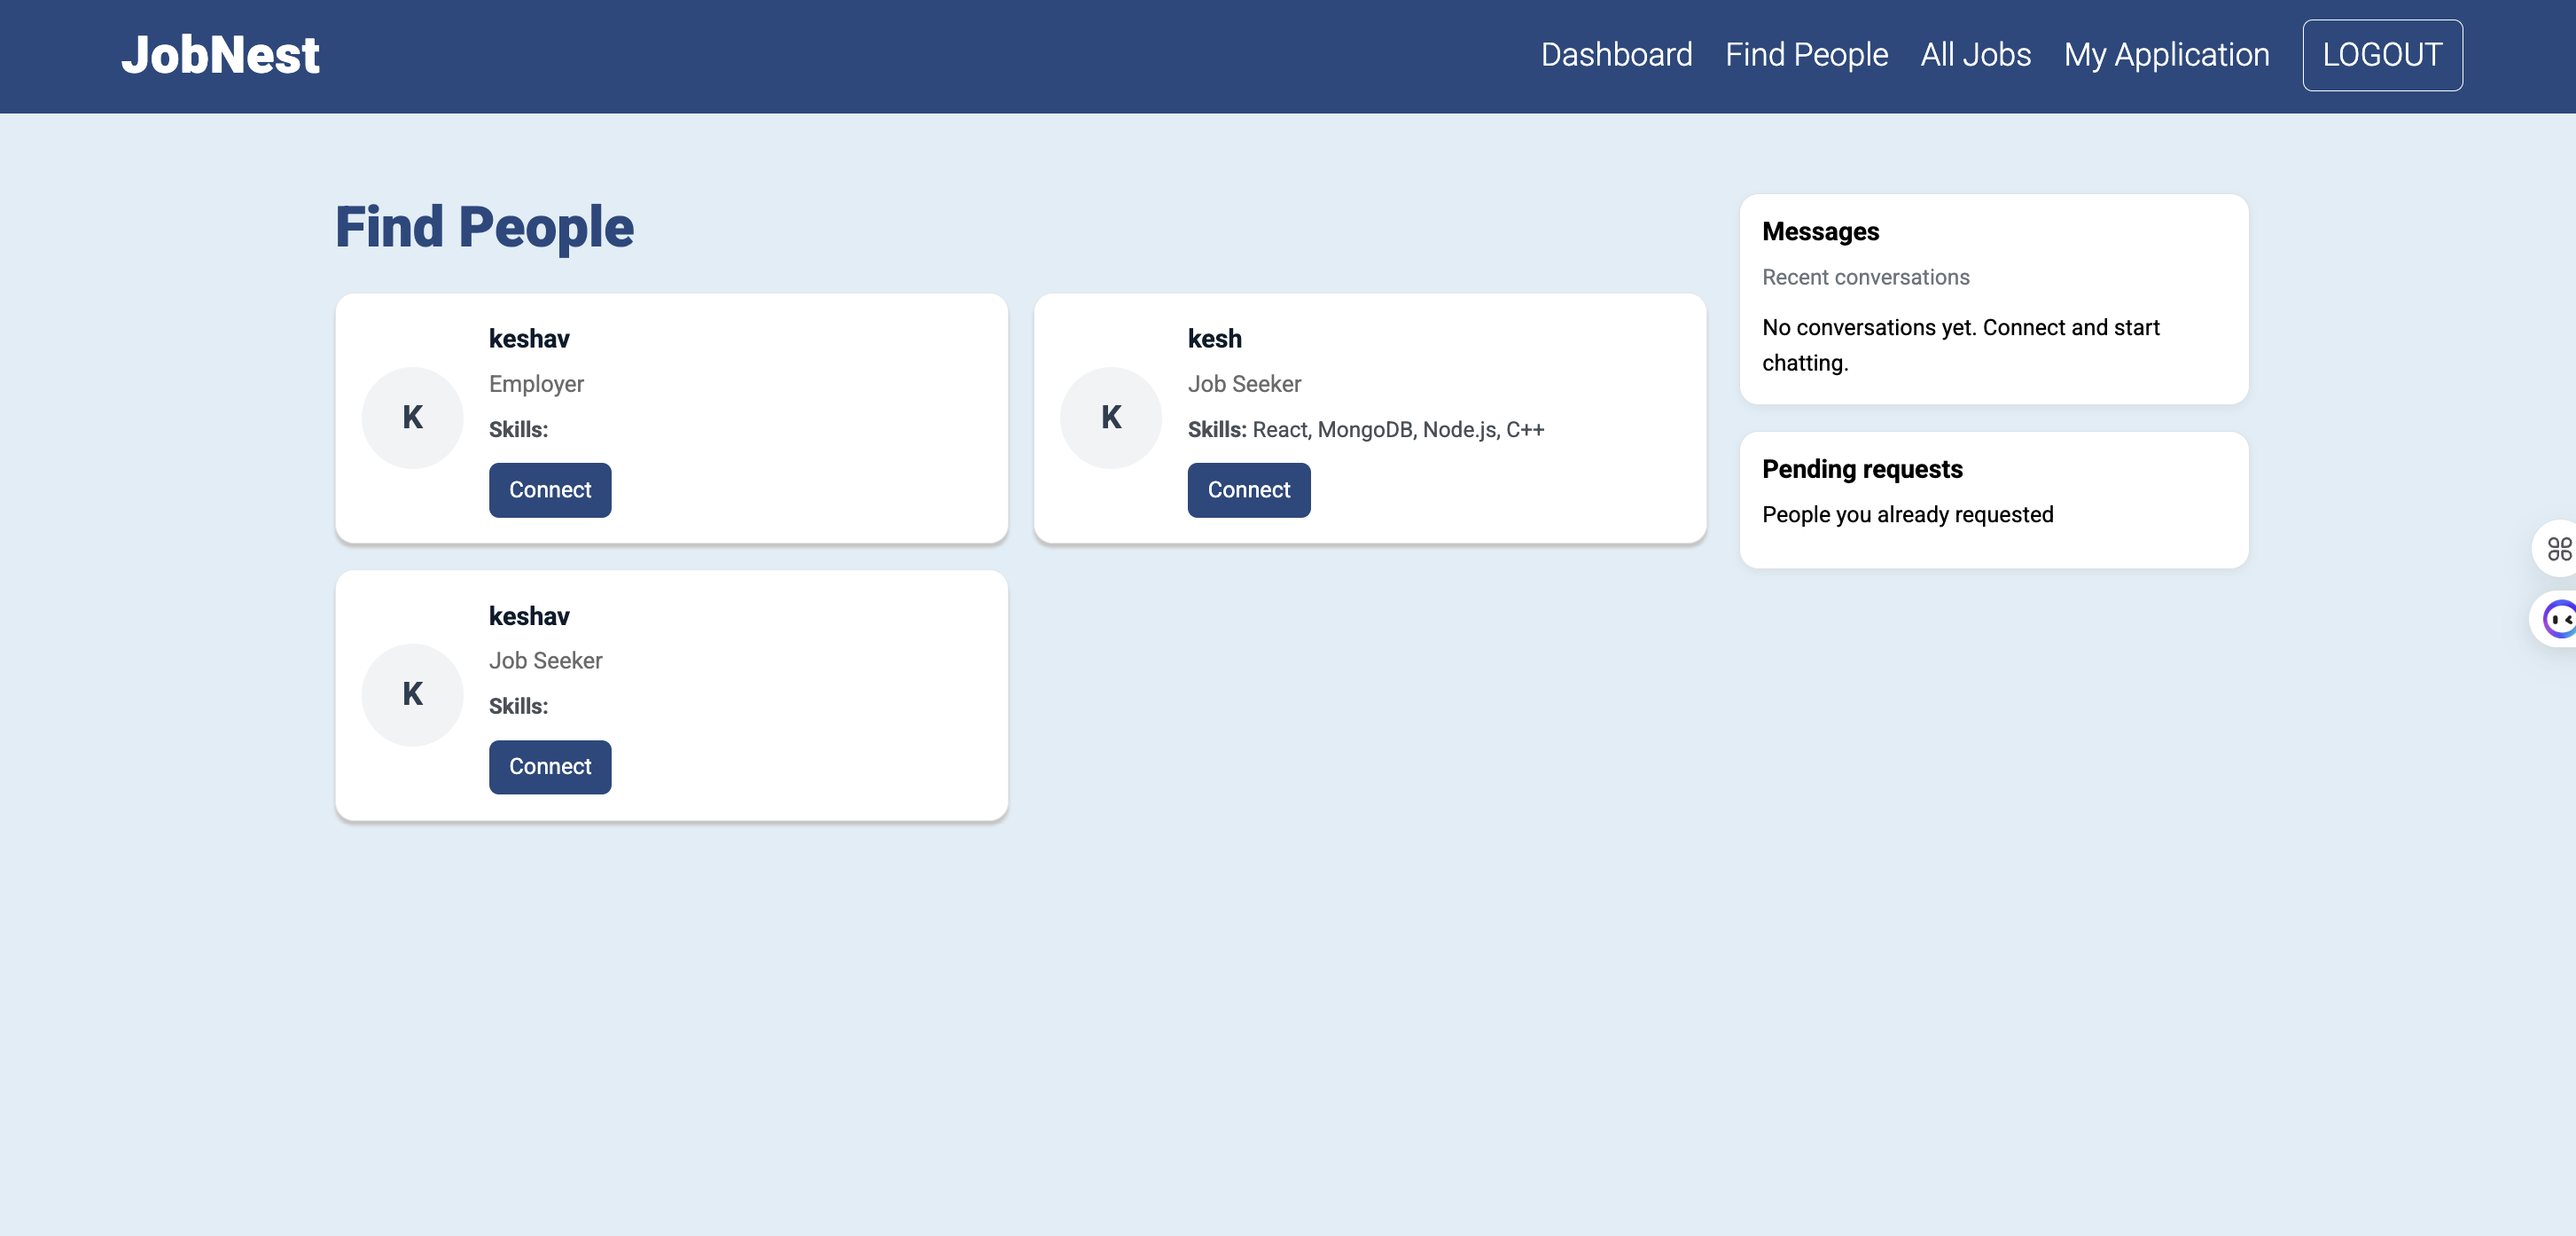 JobNest
Dashboard
Find People
All Jobs
My Application
LOGOUT
Find People
K
keshav
Employer
Skills:
Connect
K
kesh
Job Seeker
Skills: React, MongoDB, Node.js, C++
Connect
K
keshav
Job Seeker
Skills:
Connect
Messages
Recent conversations
No conversations yet. Connect and start
chatting.
Pending requests
People you already requested